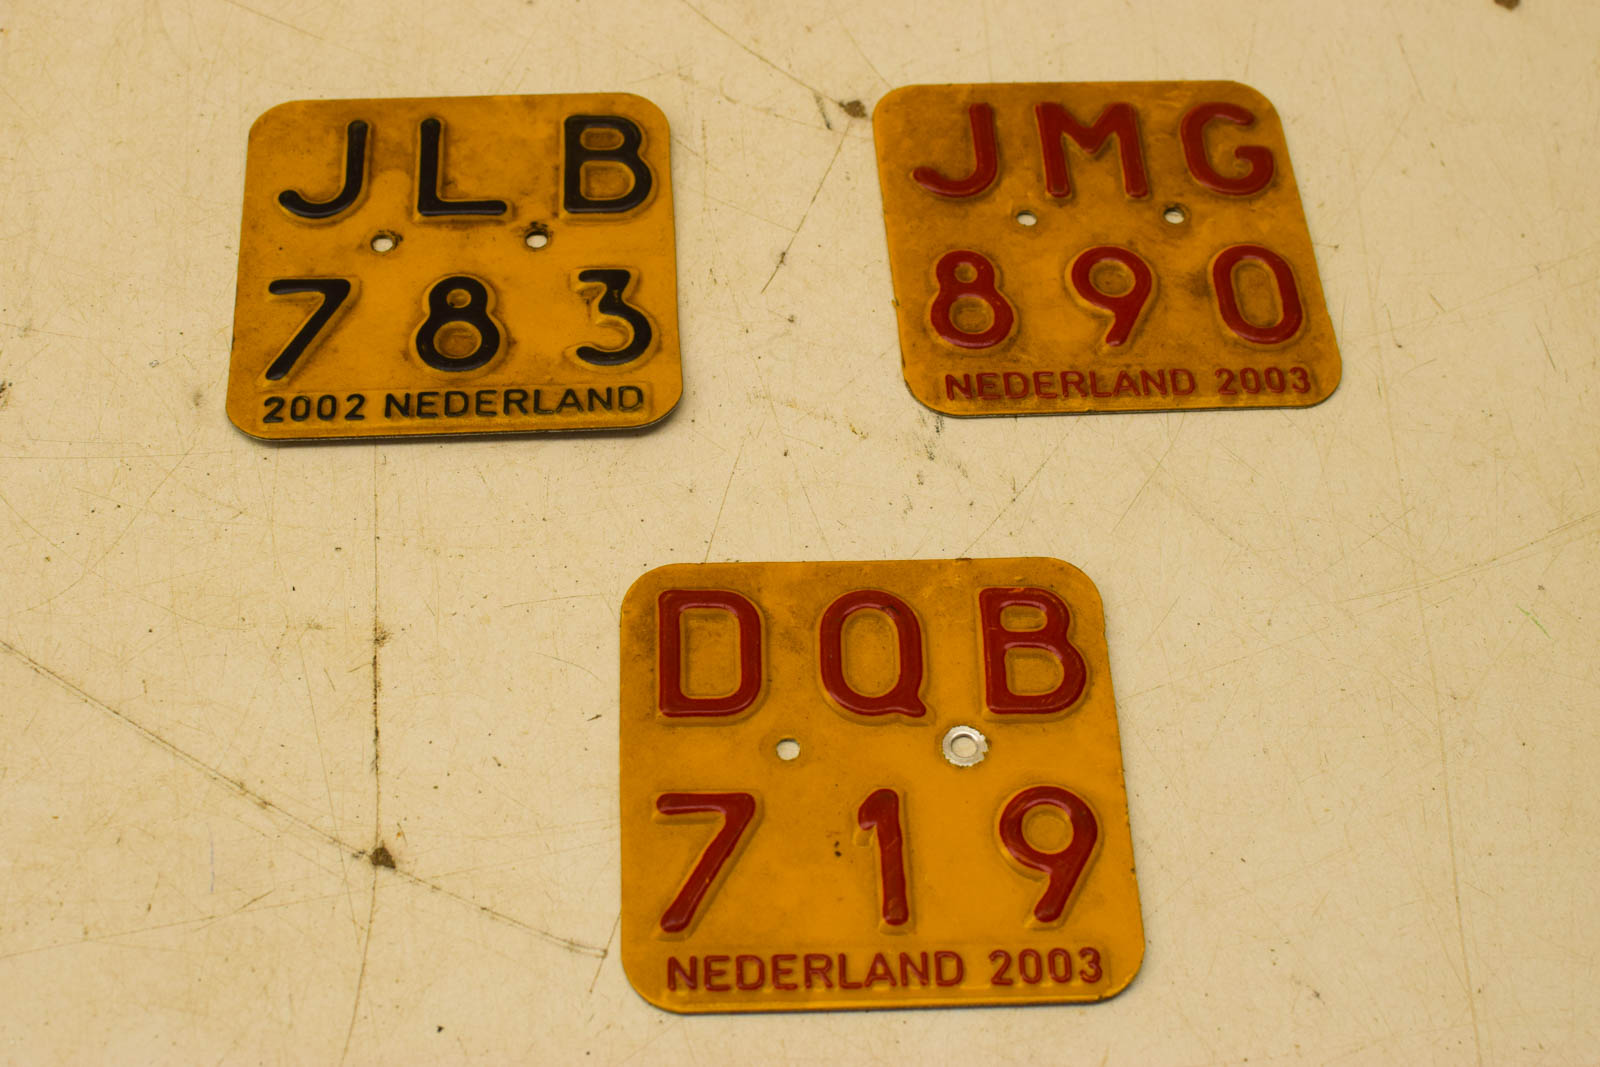 JLB
783
2002 NEDERLAND
JMG
890
NEDERLAND 2003
DQB
719
NEDERLAND 2003